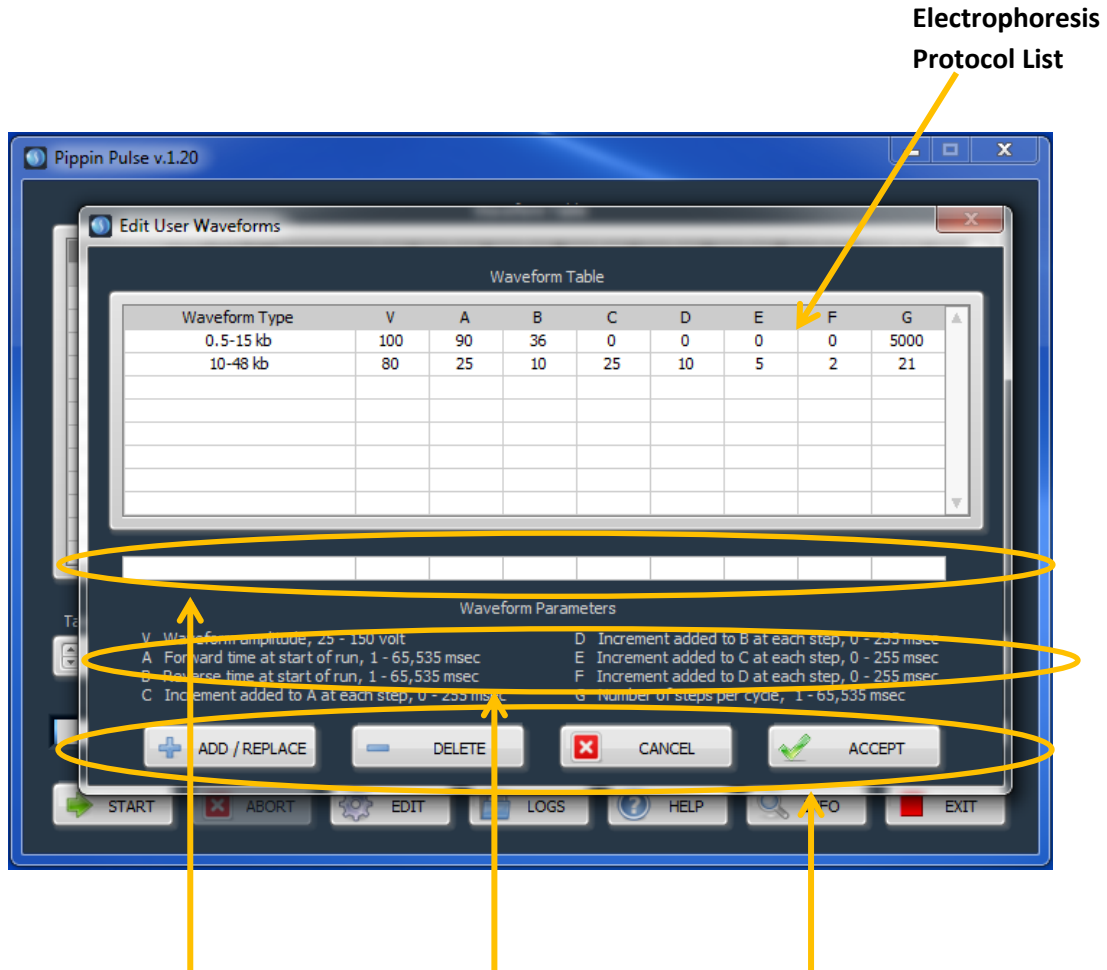 Electrophoresis
Protocol List
Pippin Pulse v.1.20
Edit User Waveforms
Waveform Table
Waveform Type V A B C D E F G
0.5-15 kb 100 90 36 0 0 0 0 5000
10-48 kb 80 25 10 25 10 5 2 21
Waveform Parameters
V Waveform amplitude, 25 - 150 volt
A Forward time at start of run, 1 - 65,535 msec
B Reverse time at start of run, 1 - 65,535 msec
C Increment added to A at each step, 0 - 255 msec
D Increment added to B at each step, 0 - 255 msec
E Increment added to C at each step, 0 - 255 msec
F Increment added to D at each step, 0 - 255 msec
G Number of steps per cycle, 1 - 65,535 msec
ADD / REPLACE DELETE CANCEL ACCEPT
START ABORT EDIT LOGS HELP INFO EXIT